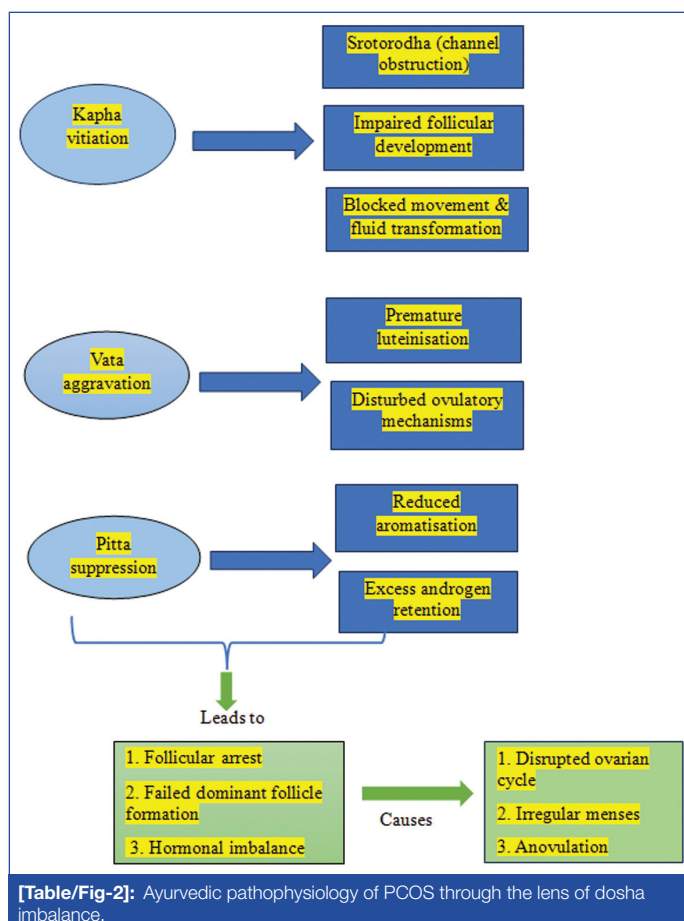 Srotorodha (channel
obstruction)
Kapha
vitiation
Impaired follicular
development
Blocked movement &
fluid transformation
Vata
aggravation
Premature
luteinisation
Disturbed ovulatory
mechanisms
Pitta
suppression
Reduced
aromatisation
Excess androgen
retention
Leads to
1. Follicular arrest
2. Failed dominant follicle
formation
3. Hormonal imbalance
Causes
1. Disrupted ovarian
cycle
2. Irregular menses
3. Anovulation
[Table/Fig-2]: Ayurvedic pathophysiology of PCOS through the lens of dosha
imbalance.